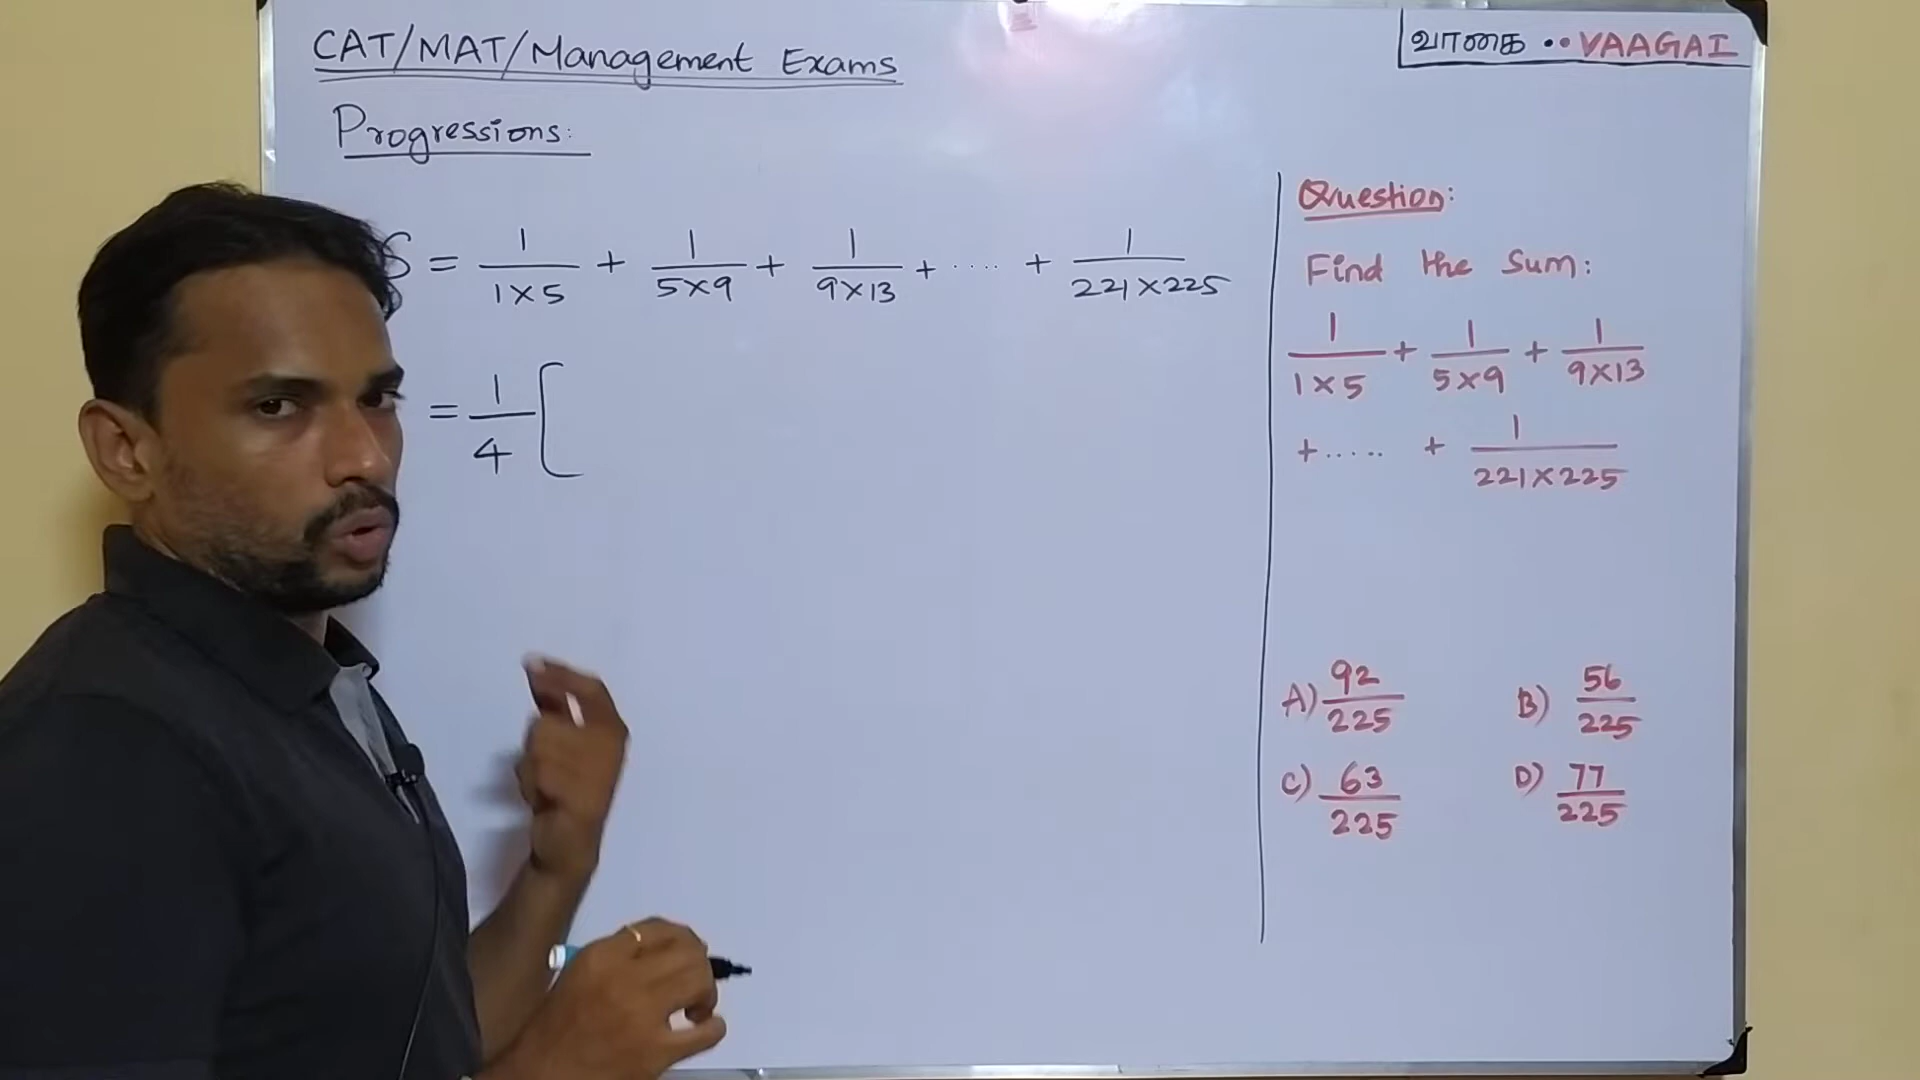 CAT/MAT/Management Exams
வாகை ..VAAGAI
Progressions:
S = 1/(1×5) + 1/(5×9) + 1/(9×13) + .... + 1/(221×225)
= 1/4 [
Question:
Find the Sum:
1/(1×5) + 1/(5×9) + 1/(9×13)
+ ..... + 1/(221×225)
A) 92/225 B) 56/225
C) 63/225 D) 77/225